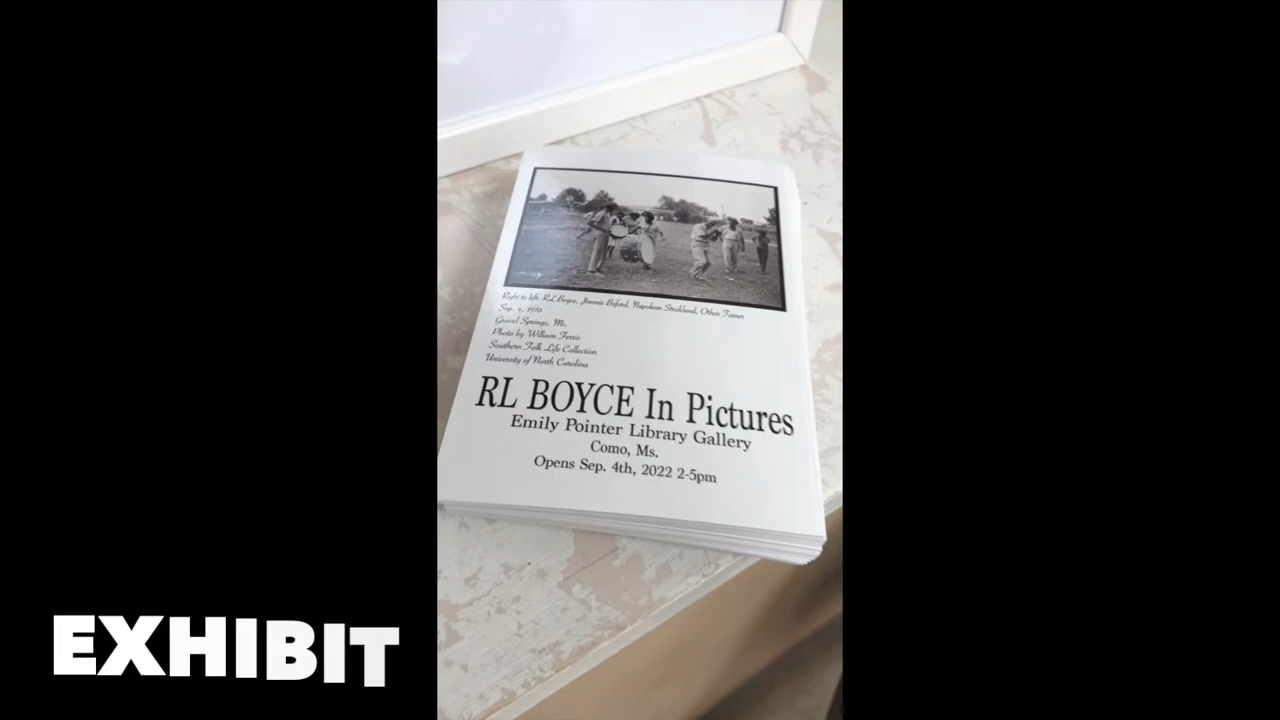 Right to left: RL Boyce, Jimmie Buford, Napoleon Strickland, Other Turner
Sep. 4, 1970
Gravel Springs, Ms.
Photo by William Ferris
Southern Folk Life Collection
University of North Carolina
RL BOYCE In Pictures
Emily Pointer Library Gallery
Como, Ms.
Opens Sep. 4th, 2022 2-5pm
EXHIBIT